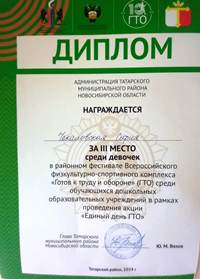 ГТО
ДИПЛОМ
АДМИНИСТРАЦИЯ ТАТАРСКОГО
МУНИЦИПАЛЬНОГО РАЙОНА
НОВОСИБИРСКОЙ ОБЛАСТИ
НАГРАЖДАЕТСЯ
ЗА III МЕСТО
среди девочек
в районном фестивале Всероссийского
физкультурно-спортивного комплекса
«Готов к труду и обороне» (ГТО) среди
обучающихся дошкольных
образовательных учреждений в рамках
проведения акции
«Единый день ГТО»
Глава Татарского
муниципального района
Новосибирской области
Ю. М. Вязов
Татарский район, 2019 г